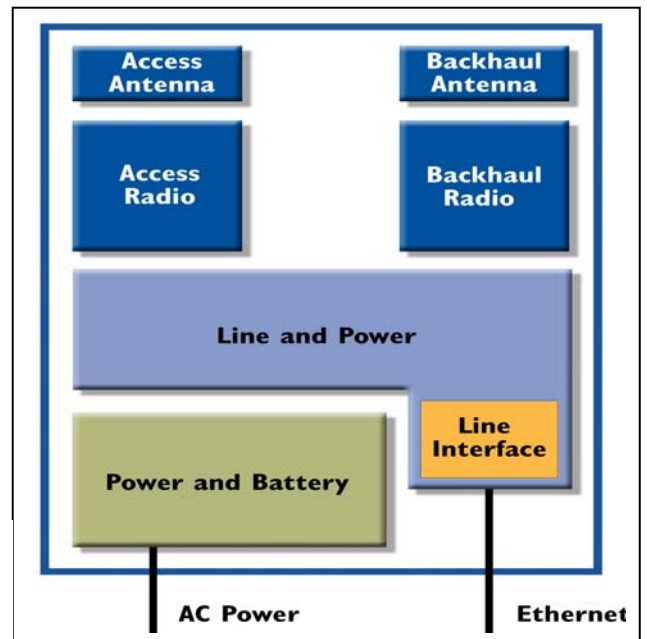 Access
Antenna
Backhaul
Antenna
Access
Radio
Backhaul
Radio
Line and Power
Line
Interface
Power and Battery
AC Power
Ethernet